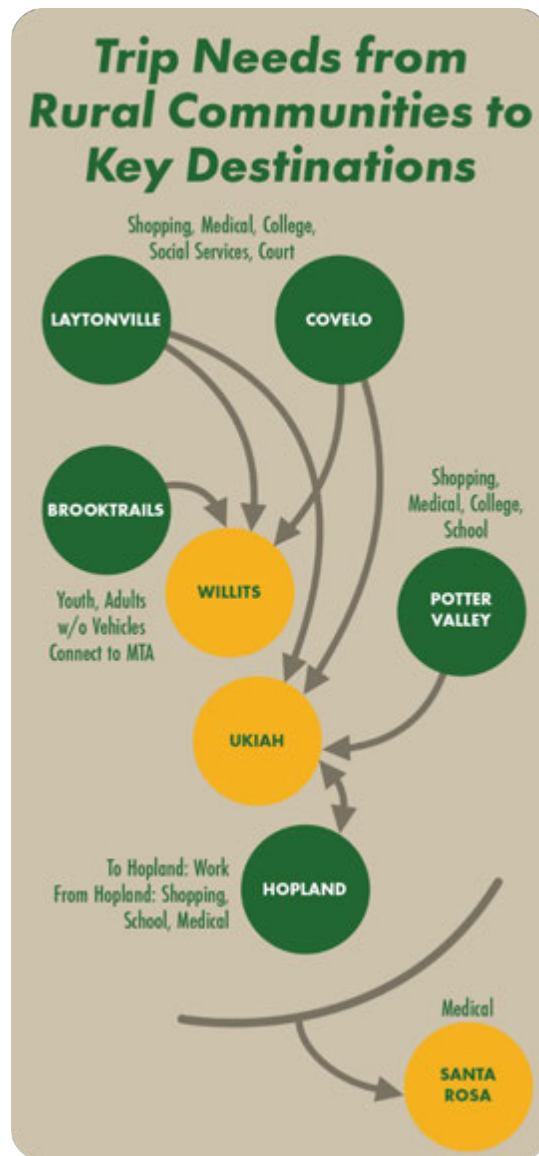 Trip Needs from
Rural Communities to
Key Destinations
Shopping, Medical, College,
Social Services, Court
LAYTONVILLE
COVELO
BROOKTRAILS
Shopping,
Medical, College,
School
WILLITS
Youth, Adults
w/o Vehicles
Connect to MTA
POTTER
VALLEY
UKIAH
To Hopland: Work
From Hopland: Shopping,
School, Medical
HOPLAND
Medical
SANTA
ROSA